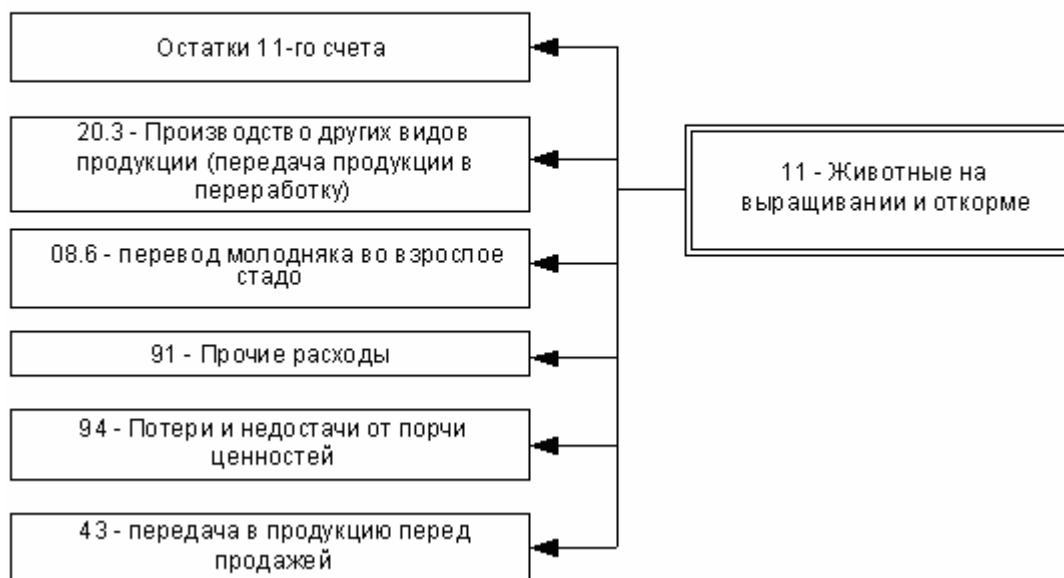 Остатки 11-го счета
20.3 - Производство других видов
продукции (передача продукции в
переработку)
11 - Животные на
выращивании и откорме
08.6 - перевод молодняка во взрослое
стадо
91 - Прочие расходы
94 - Потери и недостачи от порчи
ценностей
43 - передача в продукцию перед
продажей